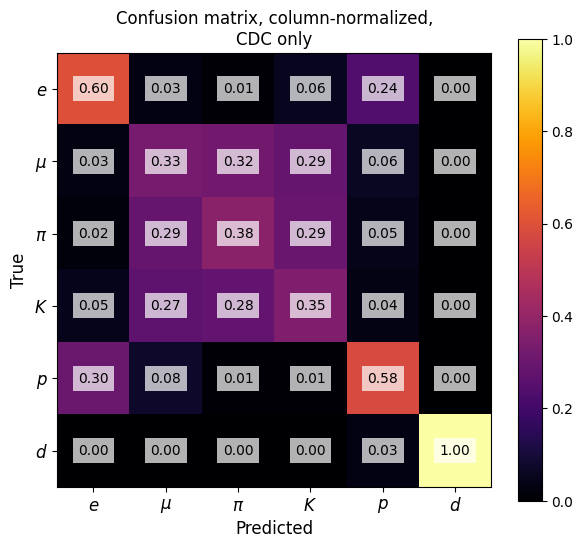 Confusion matrix, column-normalized,
CDC only
1.0
e 0.60 0.03 0.01 0.06 0.24 0.00
0.8
μ 0.03 0.33 0.32 0.29 0.06 0.00
0.6
π 0.02 0.29 0.38 0.29 0.05 0.00
True
K 0.05 0.27 0.28 0.35 0.04 0.00
0.4
p 0.30 0.08 0.01 0.01 0.58 0.00
0.2
d 0.00 0.00 0.00 0.00 0.03 1.00
0.0
e μ π K p d
Predicted